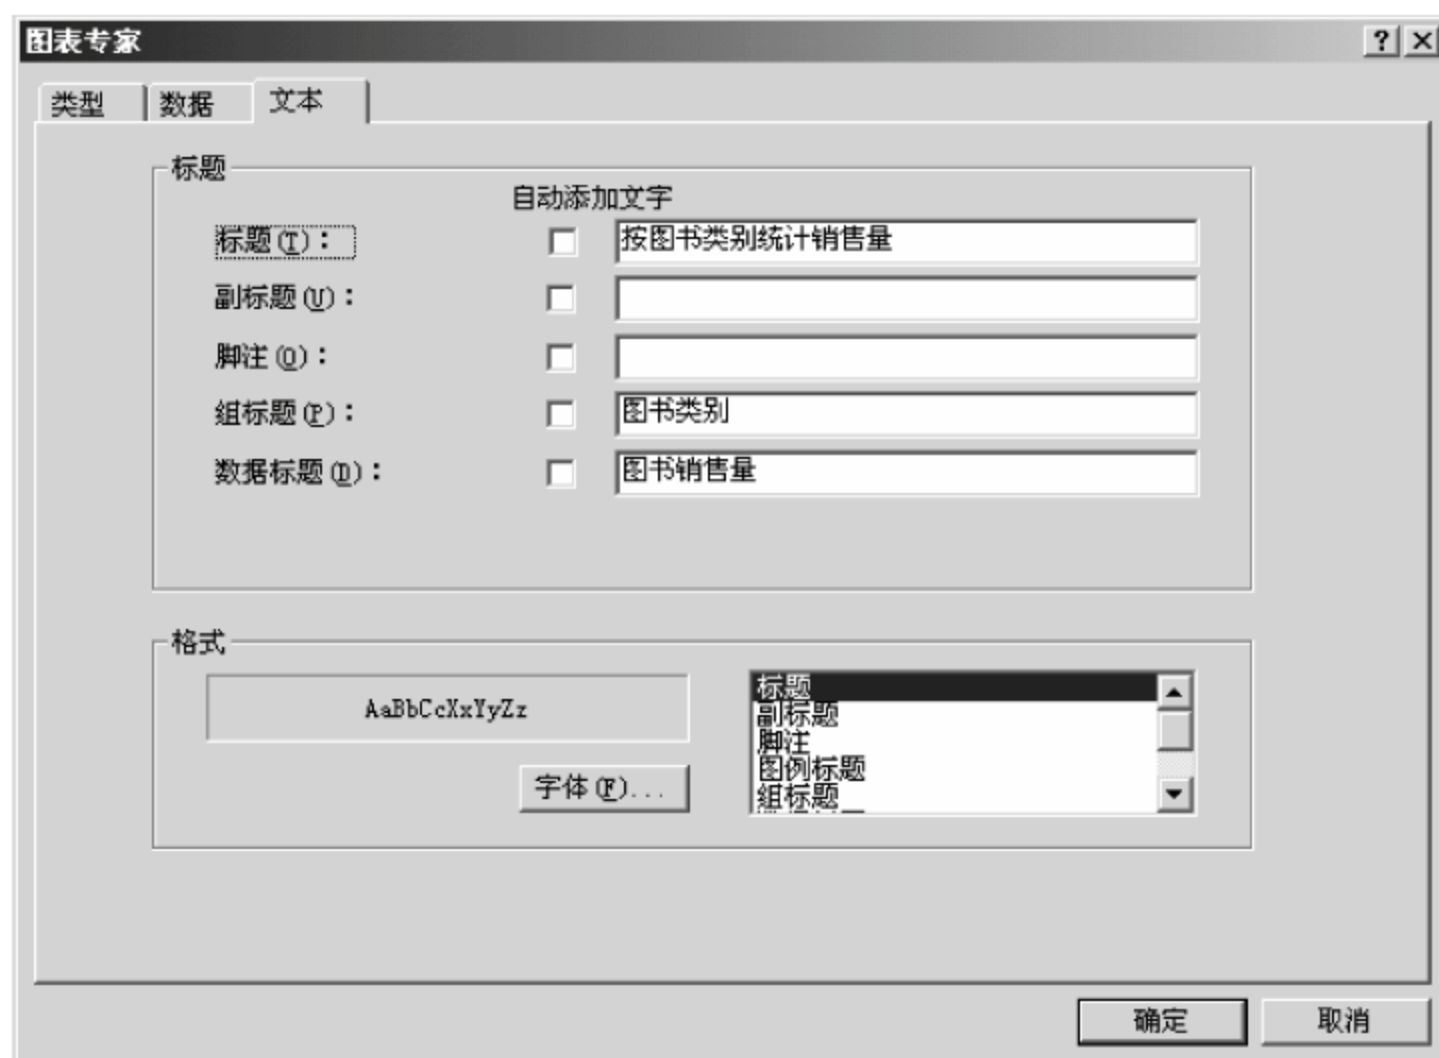 图表专家
类型 数据 文本
标题
自动添加文字
标题(T): 按图书类别统计销售量
副标题(U):
脚注(O):
组标题(P): 图书类别
数据标题(D): 图书销售量
格式
AaBbCcXxYyZz
字体(F)...
标题
副标题
脚注
图例标题
组标题
确定 取消